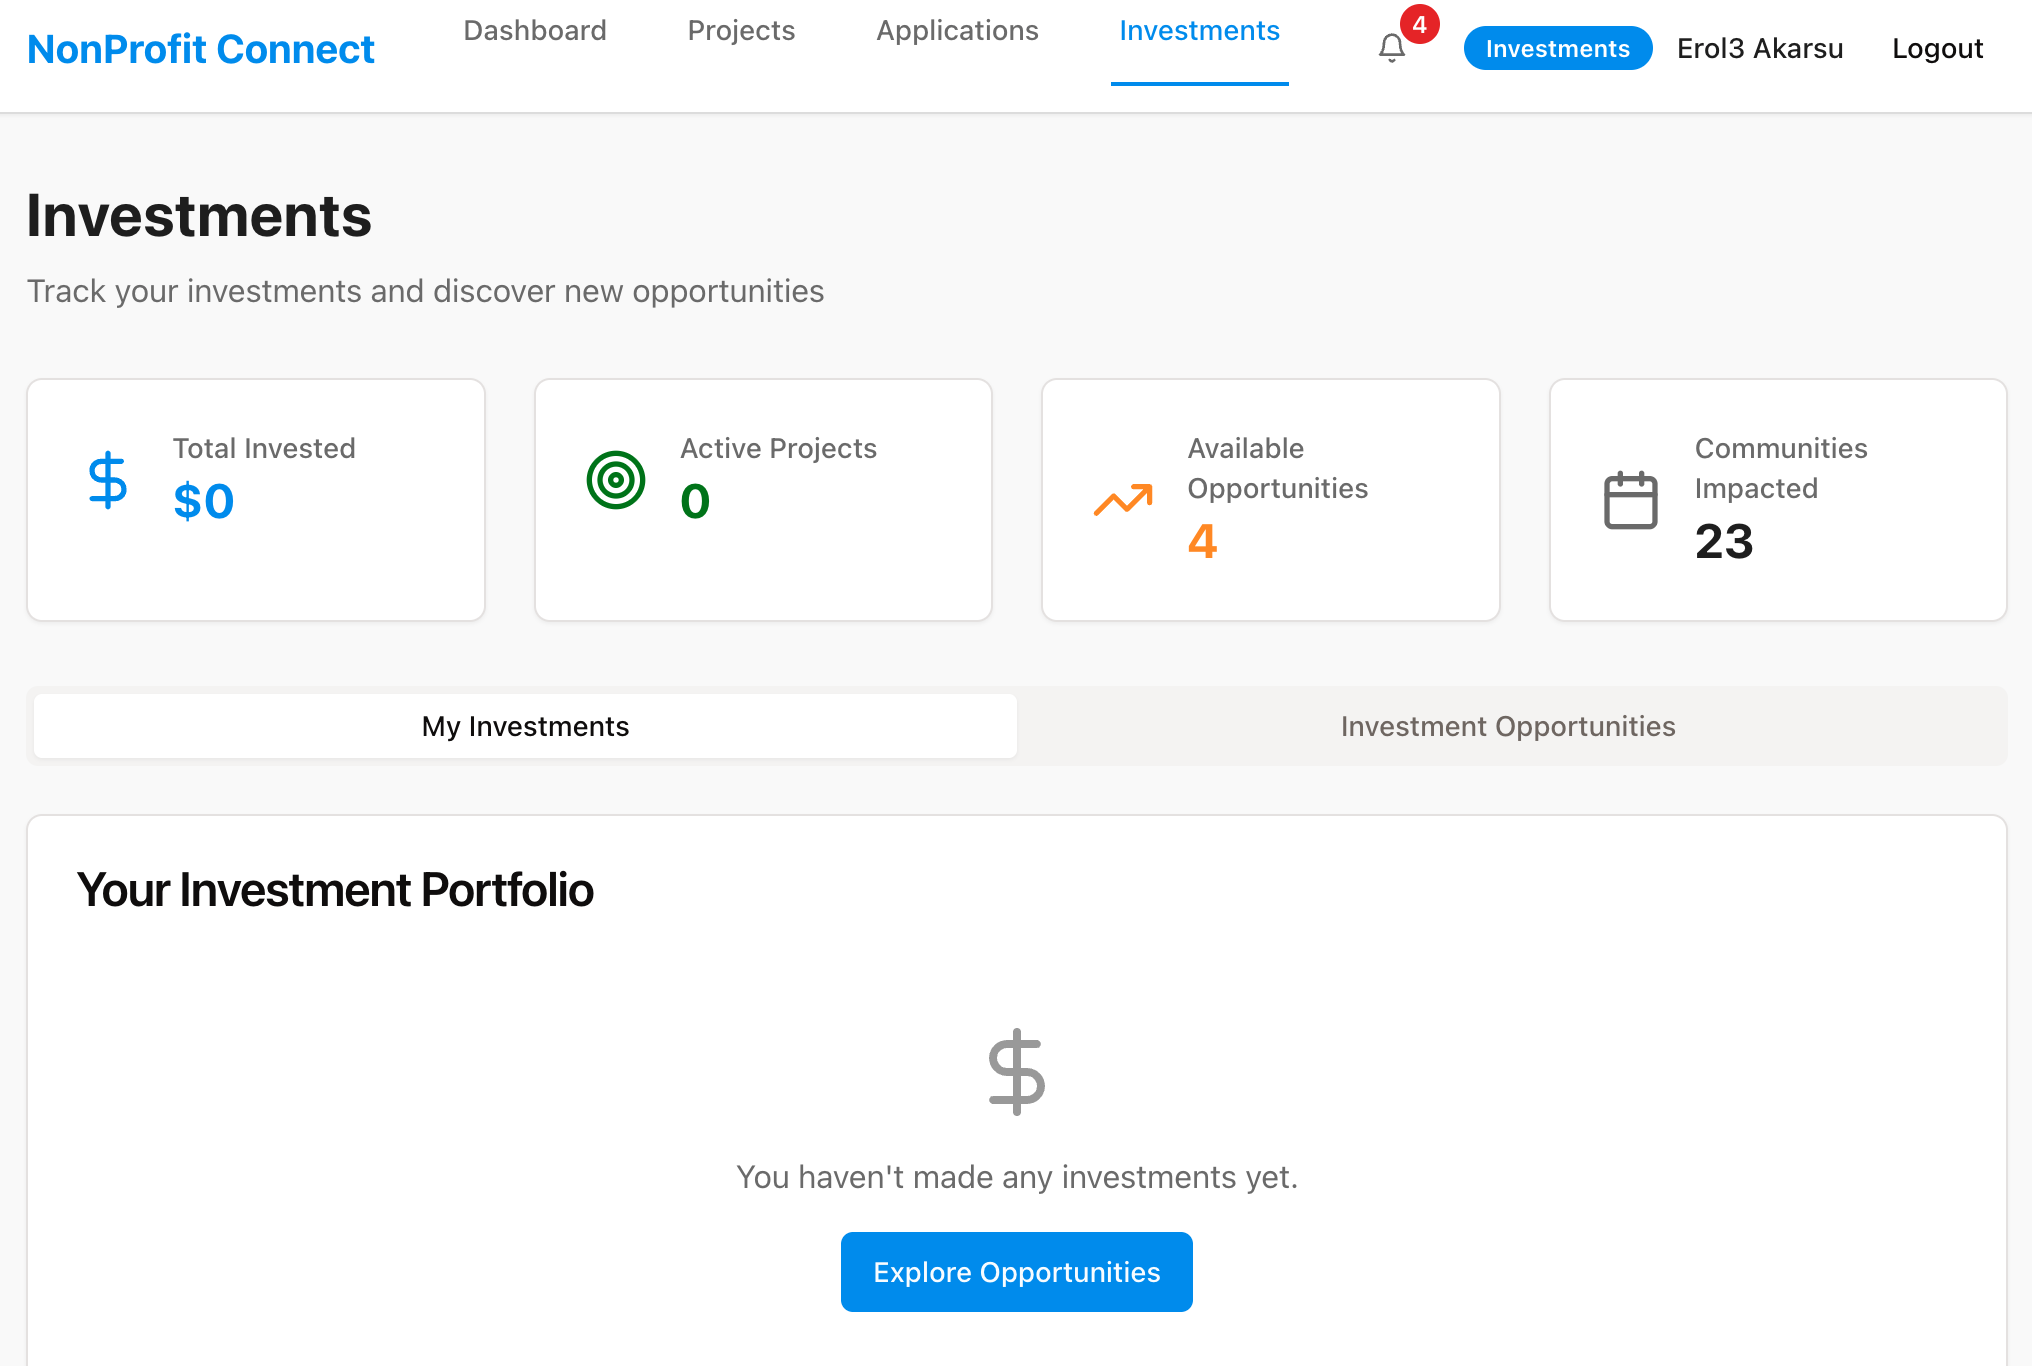 NonProfit Connect
Dashboard
Projects
Applications
Investments
4
Investments
Erol3 Akarsu
Logout
Investments
Track your investments and discover new opportunities
Total Invested
$0
Active Projects
0
Available
Opportunities
4
Communities
Impacted
23
My Investments
Investment Opportunities
Your Investment Portfolio
You haven't made any investments yet.
Explore Opportunities